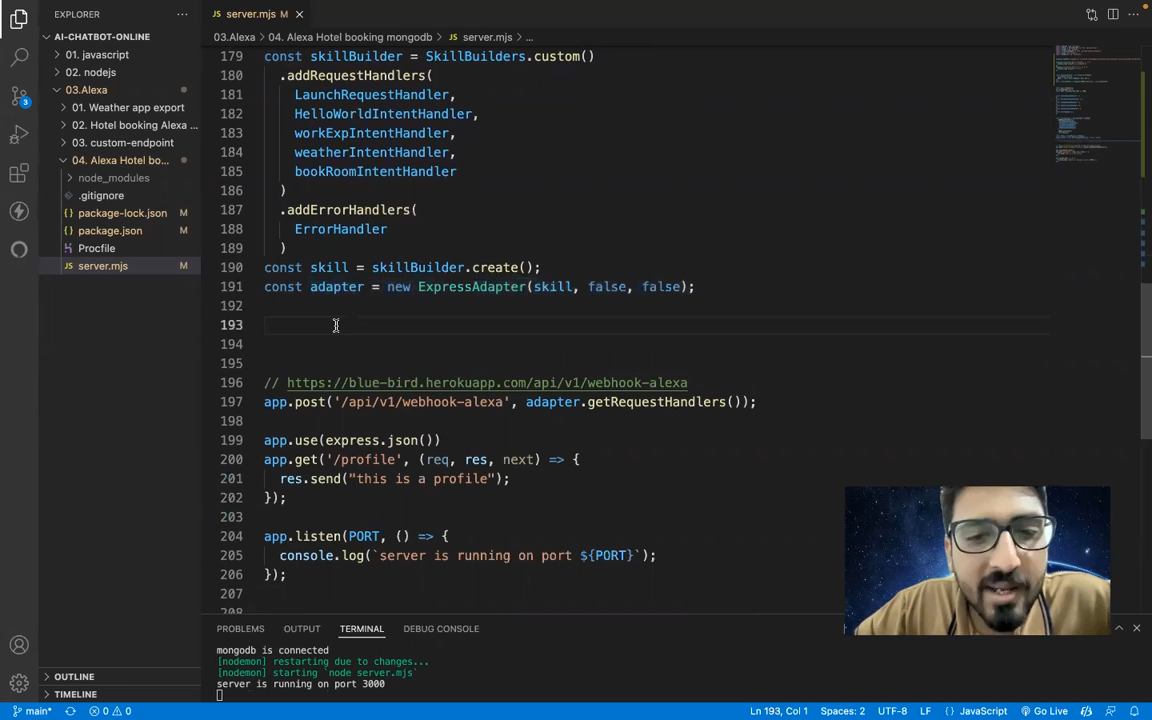 EXPLORER
AI-CHATBOT-ONLINE
01. javascript
02. nodejs
03.Alexa
01. Weather app export
02. Hotel booking Alexa ...
03. custom-endpoint
04. Alexa Hotel bo...
node_modules
.gitignore
package-lock.json M
package.json M
Procfile
server.mjs M
OUTLINE
TIMELINE
3
server.mjs M
03.Alexa > 04. Alexa Hotel booking mongodb > JS server.mjs > ...
179 const skillBuilder = SkillBuilders.custom()
180 .addRequestHandlers(
181 LaunchRequestHandler,
182 HelloWorldIntentHandler,
183 workExpIntentHandler,
184 weatherIntentHandler,
185 bookRoomIntentHandler
186 )
187 .addErrorHandlers(
188 ErrorHandler
189 )
190 const skill = skillBuilder.create();
191 const adapter = new ExpressAdapter(skill, false, false);
192
193
194
195
196 // https://blue-bird.herokuapp.com/api/v1/webhook-alexa
197 app.post('/api/v1/webhook-alexa', adapter.getRequestHandlers());
198
199 app.use(express.json())
200 app.get('/profile', (req, res, next) => {
201 res.send("this is a profile");
202 });
203
204 app.listen(PORT, () => {
205 console.log(`server is running on port ${PORT}`);
206 });
207
208
PROBLEMS OUTPUT TERMINAL DEBUG CONSOLE
mongodb is connected
[nodemon] restarting due to changes...
[nodemon] starting `node server.mjs`
server is running on port 3000
main* 0 0 Ln 193, Col 1 Spaces: 2 UTF-8 LF {} JavaScript Go Live